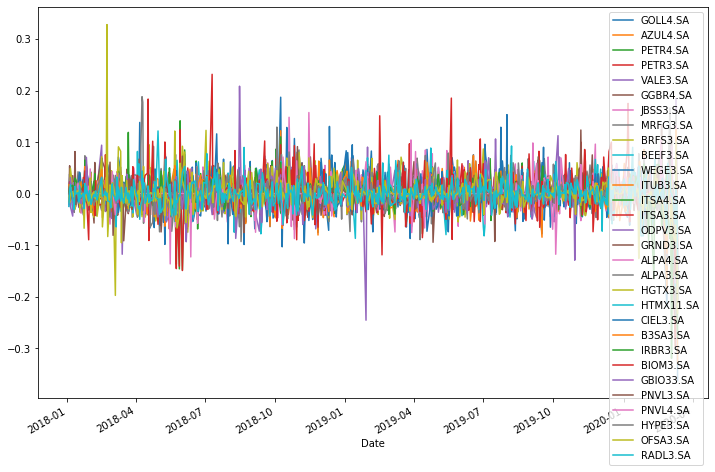 0.3
0.2
0.1
0.0
−0.1
−0.2
−0.3
2018-01
2018-04
2018-07
2018-10
2019-01
2019-04
2019-07
2019-10
2020-01
Date
GOLL4.SA
AZUL4.SA
PETR4.SA
PETR3.SA
VALE3.SA
GGBR4.SA
JBSS3.SA
MRFG3.SA
BRFS3.SA
BEEF3.SA
WEGE3.SA
ITUB3.SA
ITSA4.SA
ITSA3.SA
ODPV3.SA
GRND3.SA
ALPA4.SA
ALPA3.SA
HGTX3.SA
HTMX11.SA
CIEL3.SA
B3SA3.SA
IRBR3.SA
BIOM3.SA
GBIO33.SA
PNVL3.SA
PNVL4.SA
HYPE3.SA
OFSA3.SA
RADL3.SA